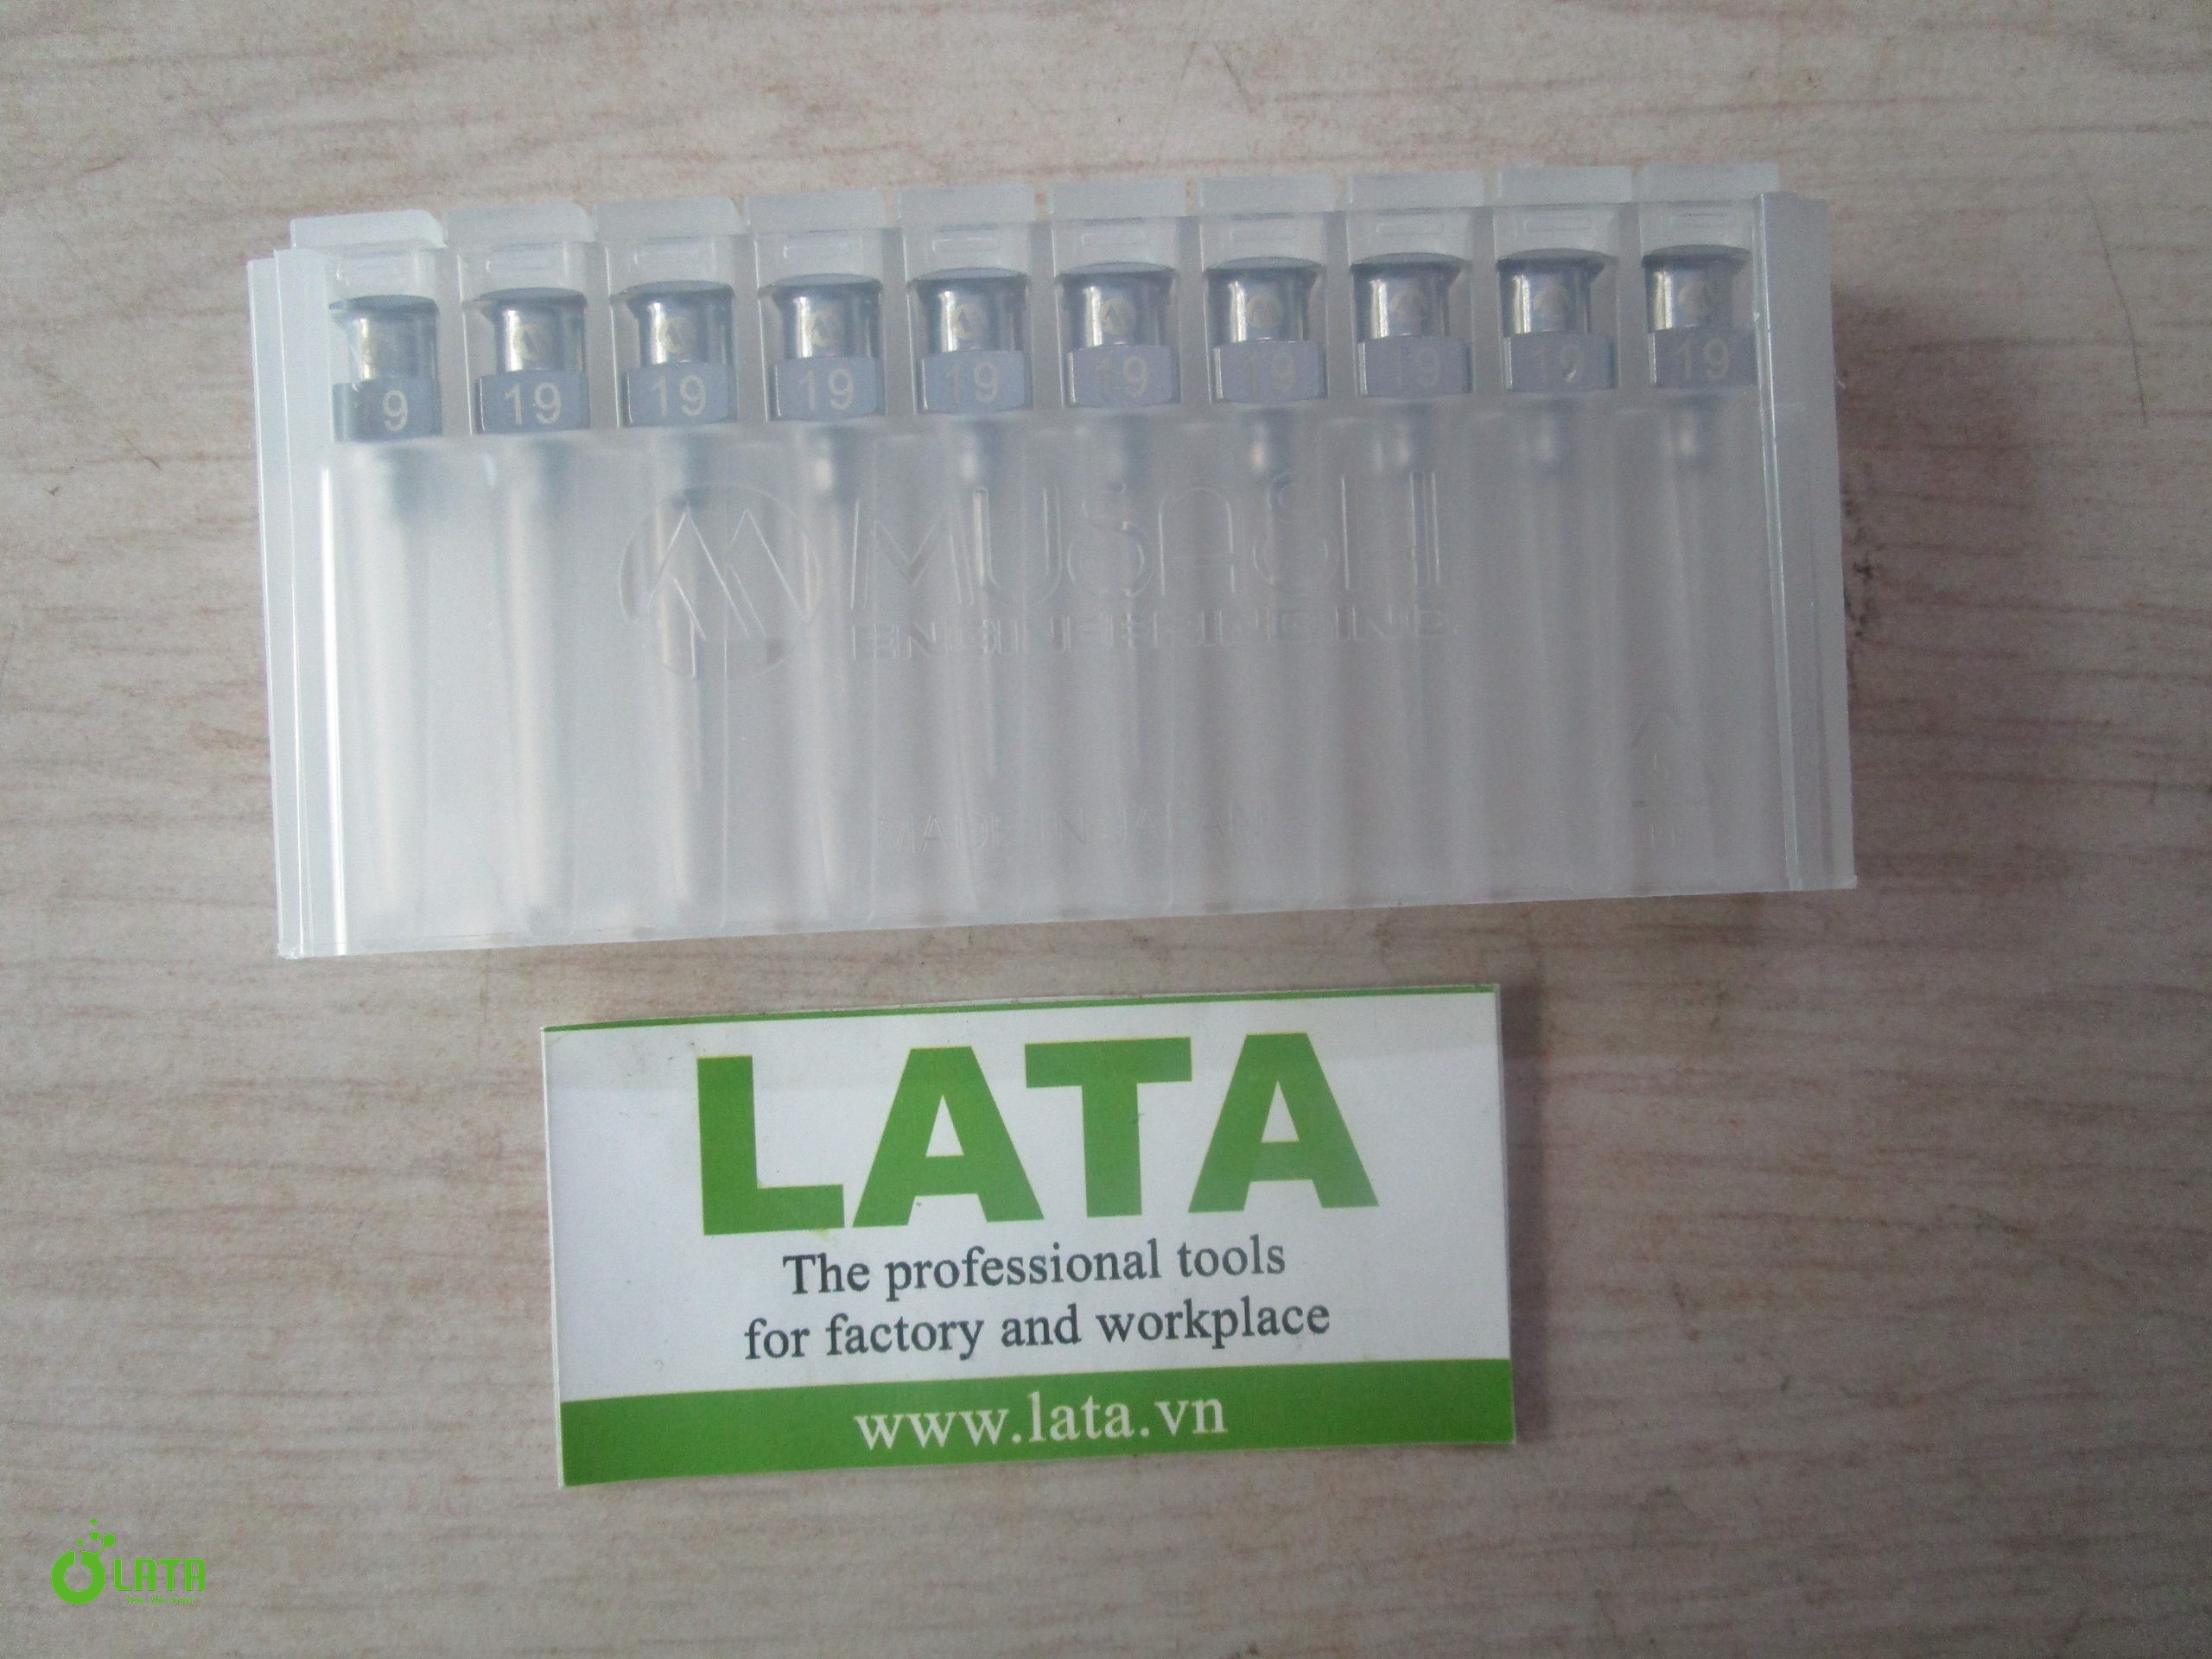 9 19 19 19 19 19 19 19 19 19
MUSASHI
ENGINEERING INC
MADE IN JAPAN
LATA
The professional tools
for factory and workplace
www.lata.vn
LATA